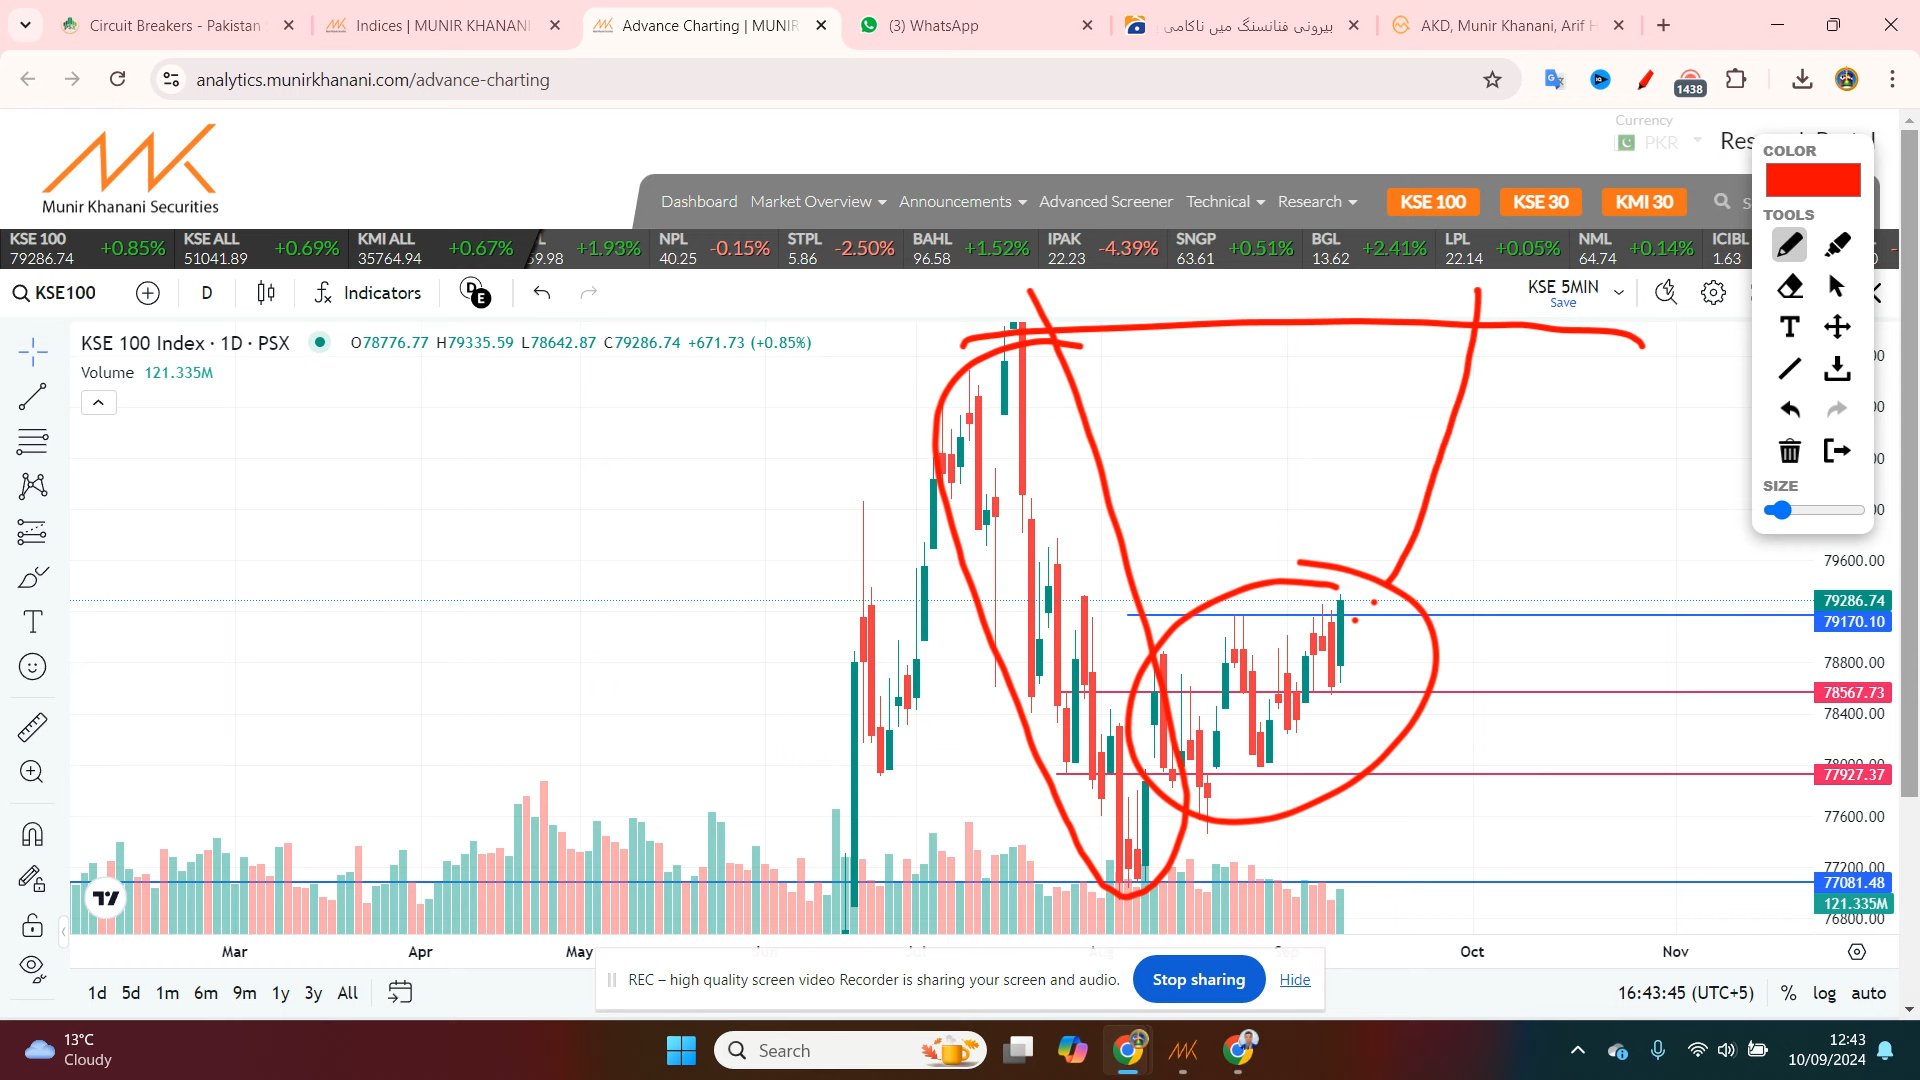 Circuit Breakers - Pakistan
Indices | MUNIR KHANANI
Advance Charting | MUNIR
(3) WhatsApp
بیرونی فنانسنگ میں ناکامی
AKD, Munir Khanani, Arif H
analytics.munirkhanani.com/advance-charting
1438
Currency
PKR
Munir Khanani Securities
Dashboard Market Overview Announcements Advanced Screener Technical Research
KSE 100 KSE 30 KMI 30
KSE 100 +0.85% KSE ALL +0.69% KMI ALL +0.67% +1.93% NPL -0.15% STPL -2.50% BAHL +1.52% IPAK -4.39% SNGP +0.51% BGL +2.41% LPL +0.05% NML +0.14% ICIBL
79286.74 51041.89 35764.94 40.25 5.86 96.58 22.23 63.61 13.62 22.14 64.74 1.63
KSE100 D Indicators D E
KSE 5MIN
Save
KSE 100 Index · 1D · PSX O78776.77 H79335.59 L78642.87 C79286.74 +671.73 (+0.85%)
Volume 121.335M
COLOR
TOOLS
T
SIZE
79600.00
79286.74
79170.10
78800.00
78567.73
78400.00
78000.00
77927.37
77600.00
77200.00
77081.48
121.335M
76800.00
Mar Apr May Jun Jul Aug Sep Oct Nov
REC – high quality screen video Recorder is sharing your screen and audio. Stop sharing Hide
1d 5d 1m 6m 9m 1y 3y All
16:43:45 (UTC+5) % log auto
13°C
Cloudy
Search
12:43
10/09/2024